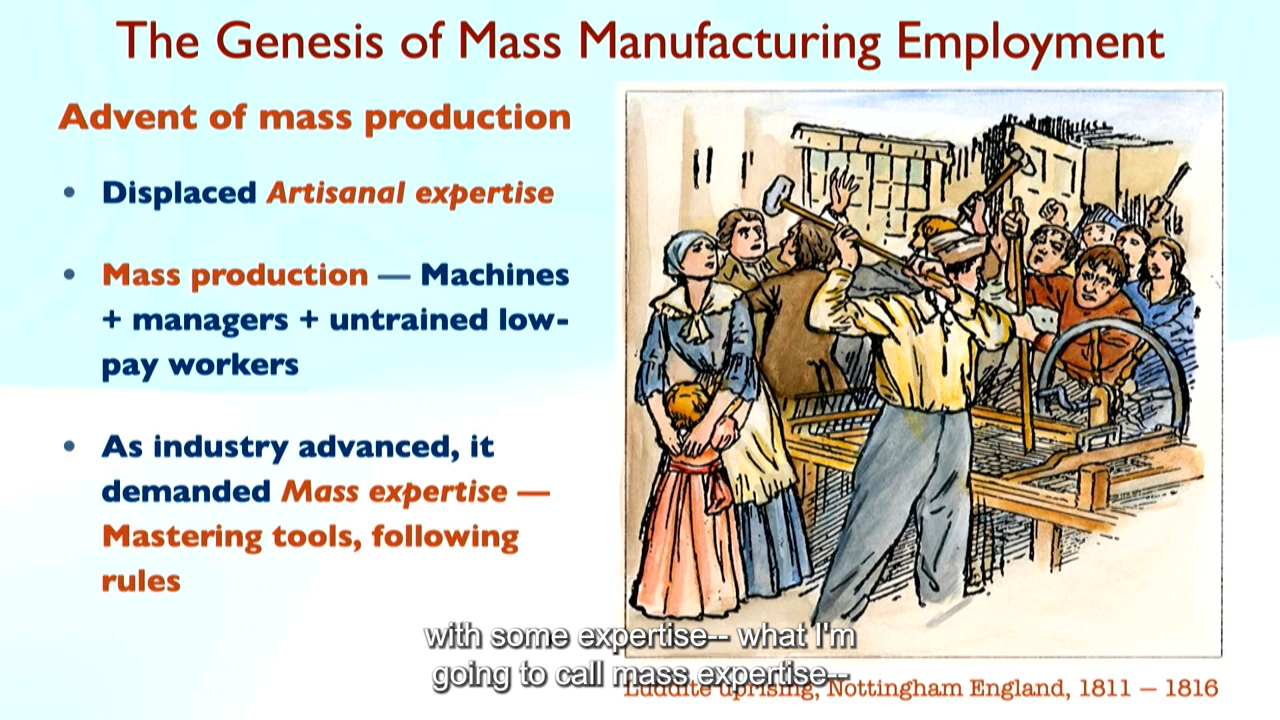 The Genesis of Mass Manufacturing Employment
Advent of mass production
• Displaced Artisanal expertise
• Mass production — Machines
+ managers + untrained low-
pay workers
• As industry advanced, it
demanded Mass expertise —
Mastering tools, following
rules
with some expertise-- what I'm
going to call mass expertise--
Luddite uprising, Nottingham England, 1811 – 1816